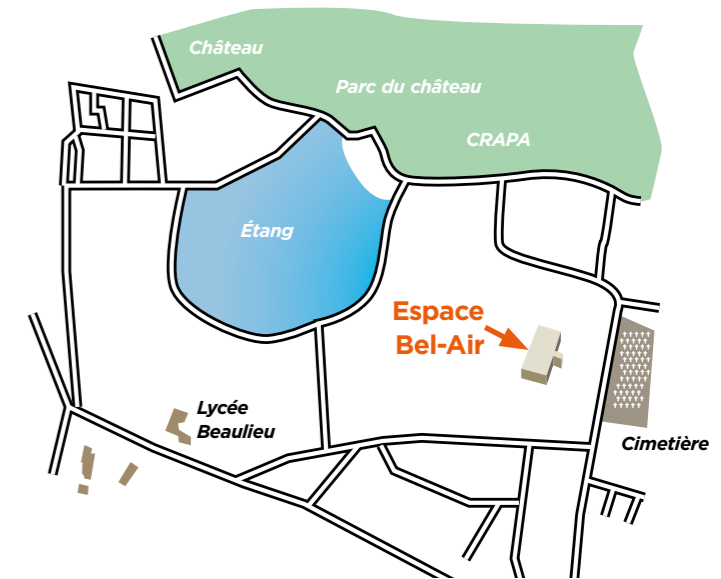 Château
Parc du château
CRAPA
Étang
Espace
Bel-Air
Lycée
Beaulieu
Cimetière